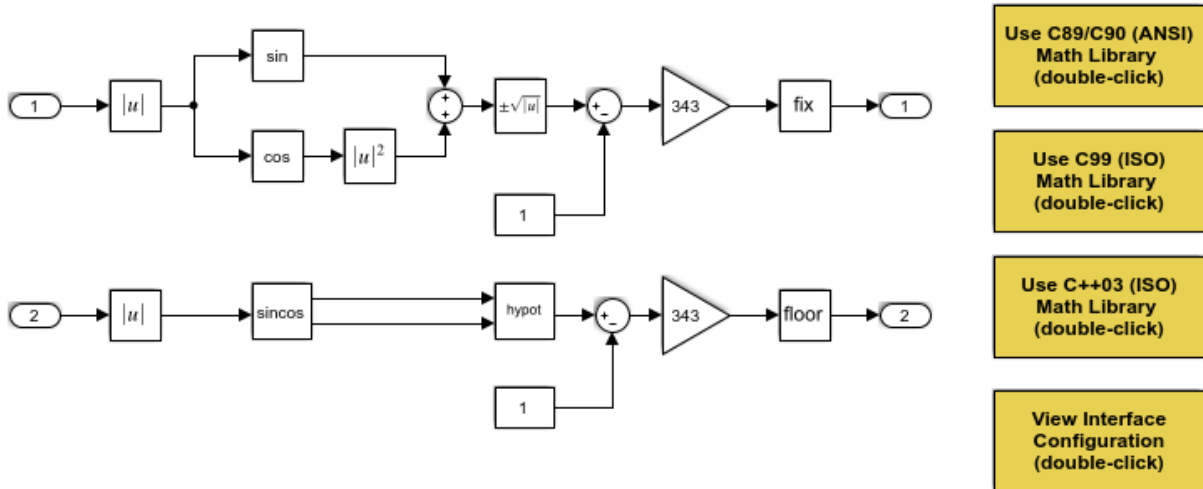 1
|u|
sin
cos
|u|²
+
+
±√|u|
+
−
1
343
fix
1
2
|u|
sincos
hypot
+
−
1
343
floor
2
Use C89/C90 (ANSI)
Math Library
(double-click)
Use C99 (ISO)
Math Library
(double-click)
Use C++03 (ISO)
Math Library
(double-click)
View Interface
Configuration
(double-click)